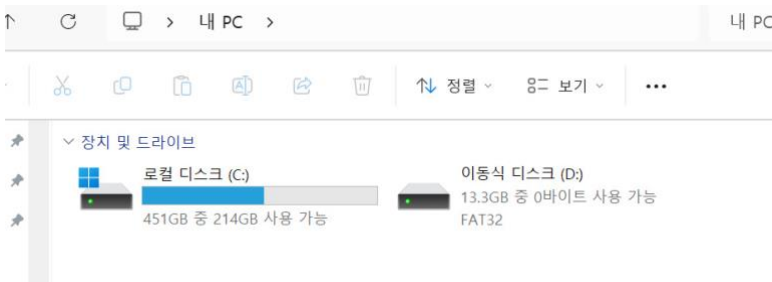 내 PC
내 PC
정렬
보기
장치 및 드라이브
로컬 디스크 (C:)
451GB 중 214GB 사용 가능
이동식 디스크 (D:)
13.3GB 중 0바이트 사용 가능
FAT32